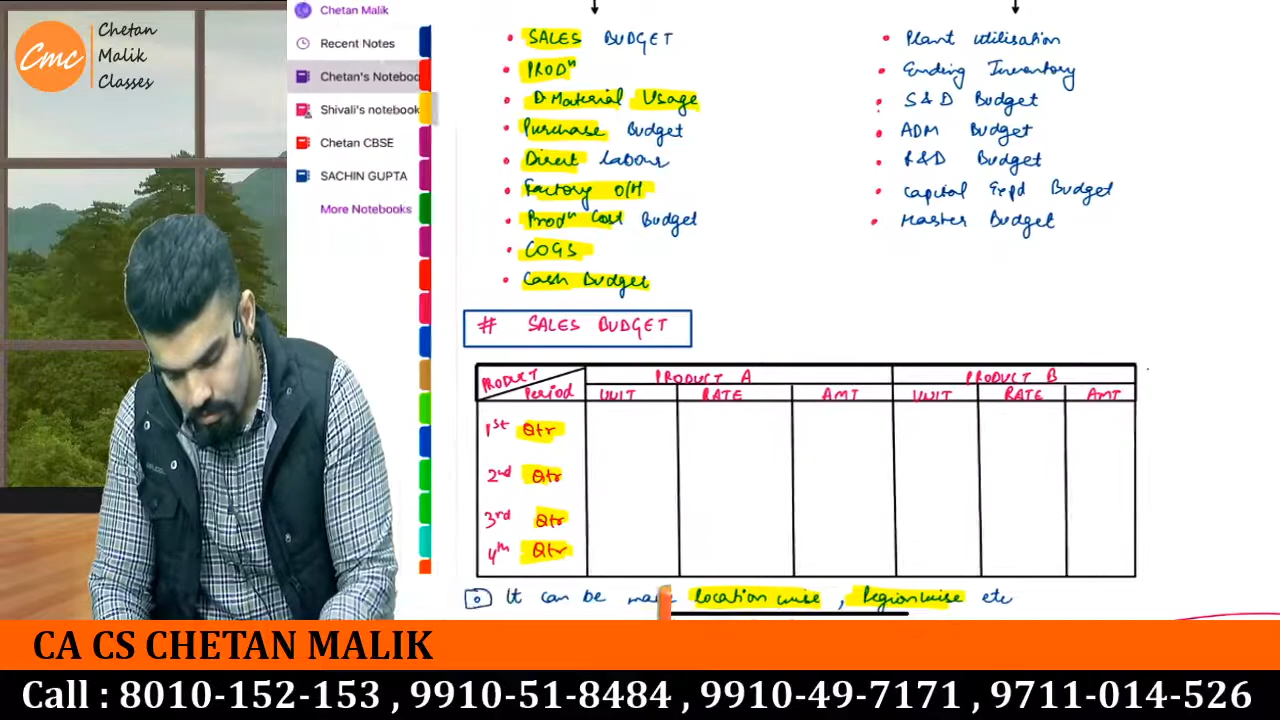 Cmc
Chetan
Malik
Classes
Chetan Malik
Recent Notes
Chetan's Noteboo
Shivali's notebook
Chetan CBSE
SACHIN GUPTA
More Notebooks
• SALES BUDGET
• PRODⁿ
• D. Material Usage
• Purchase Budget
• Direct labour
• Factory O/H
• Prodⁿ Cost Budget
• COGS
• Cash Budget
• Plant Utilisation
• Ending Inventory
• S & D Budget
• ADM Budget
• R&D Budget
• Capital Expd Budget
• Master Budget
# SALES BUDGET
PRODUCT Period PRODUCT A PRODUCT B
UNIT RATE AMT UNIT RATE AMT
1st Qtr
2nd Qtr
3rd Qtr
4th Qtr
It can be location wise, Regionwise etc
CA CS CHETAN MALIK
Call : 8010-152-153 , 9910-51-8484 , 9910-49-7171 , 9711-014-526